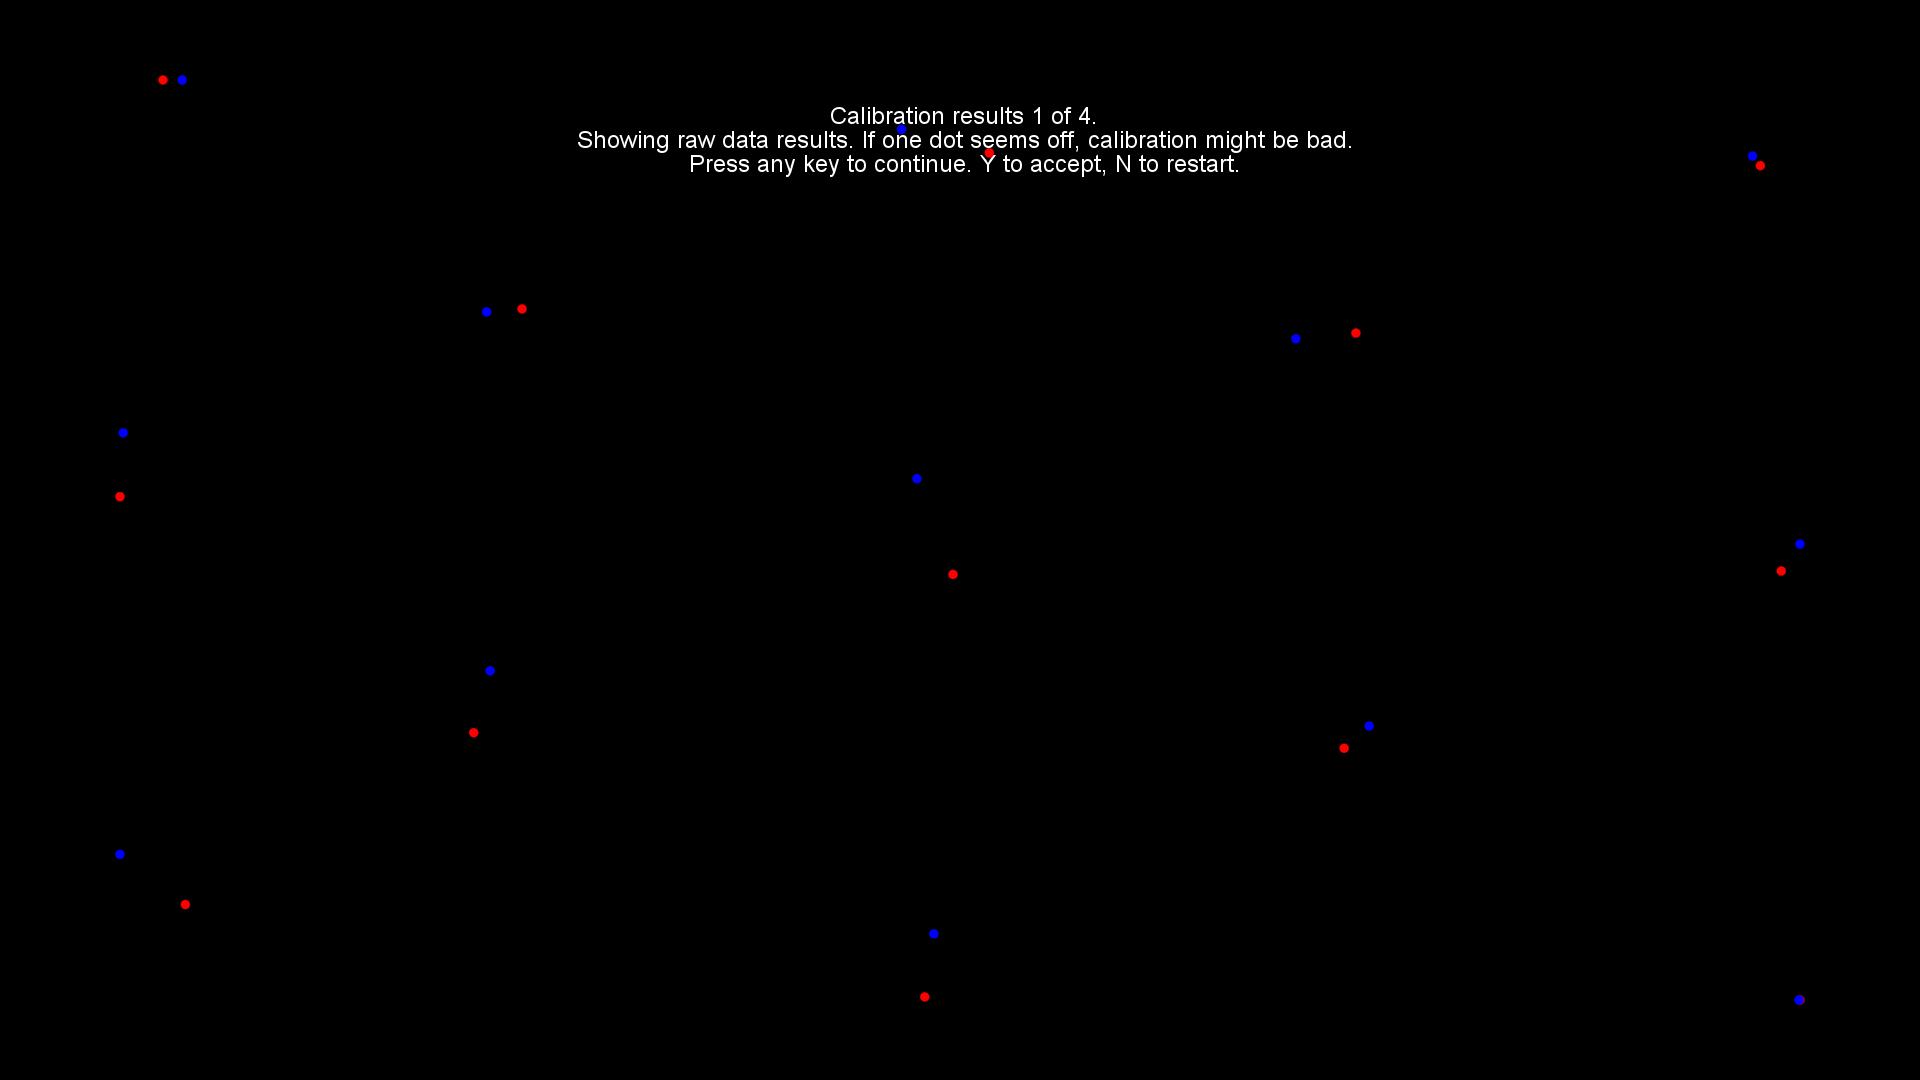 Calibration results 1 of 4.
Showing raw data results. If one dot seems off, calibration might be bad.
Press any key to continue. Y to accept, N to restart.